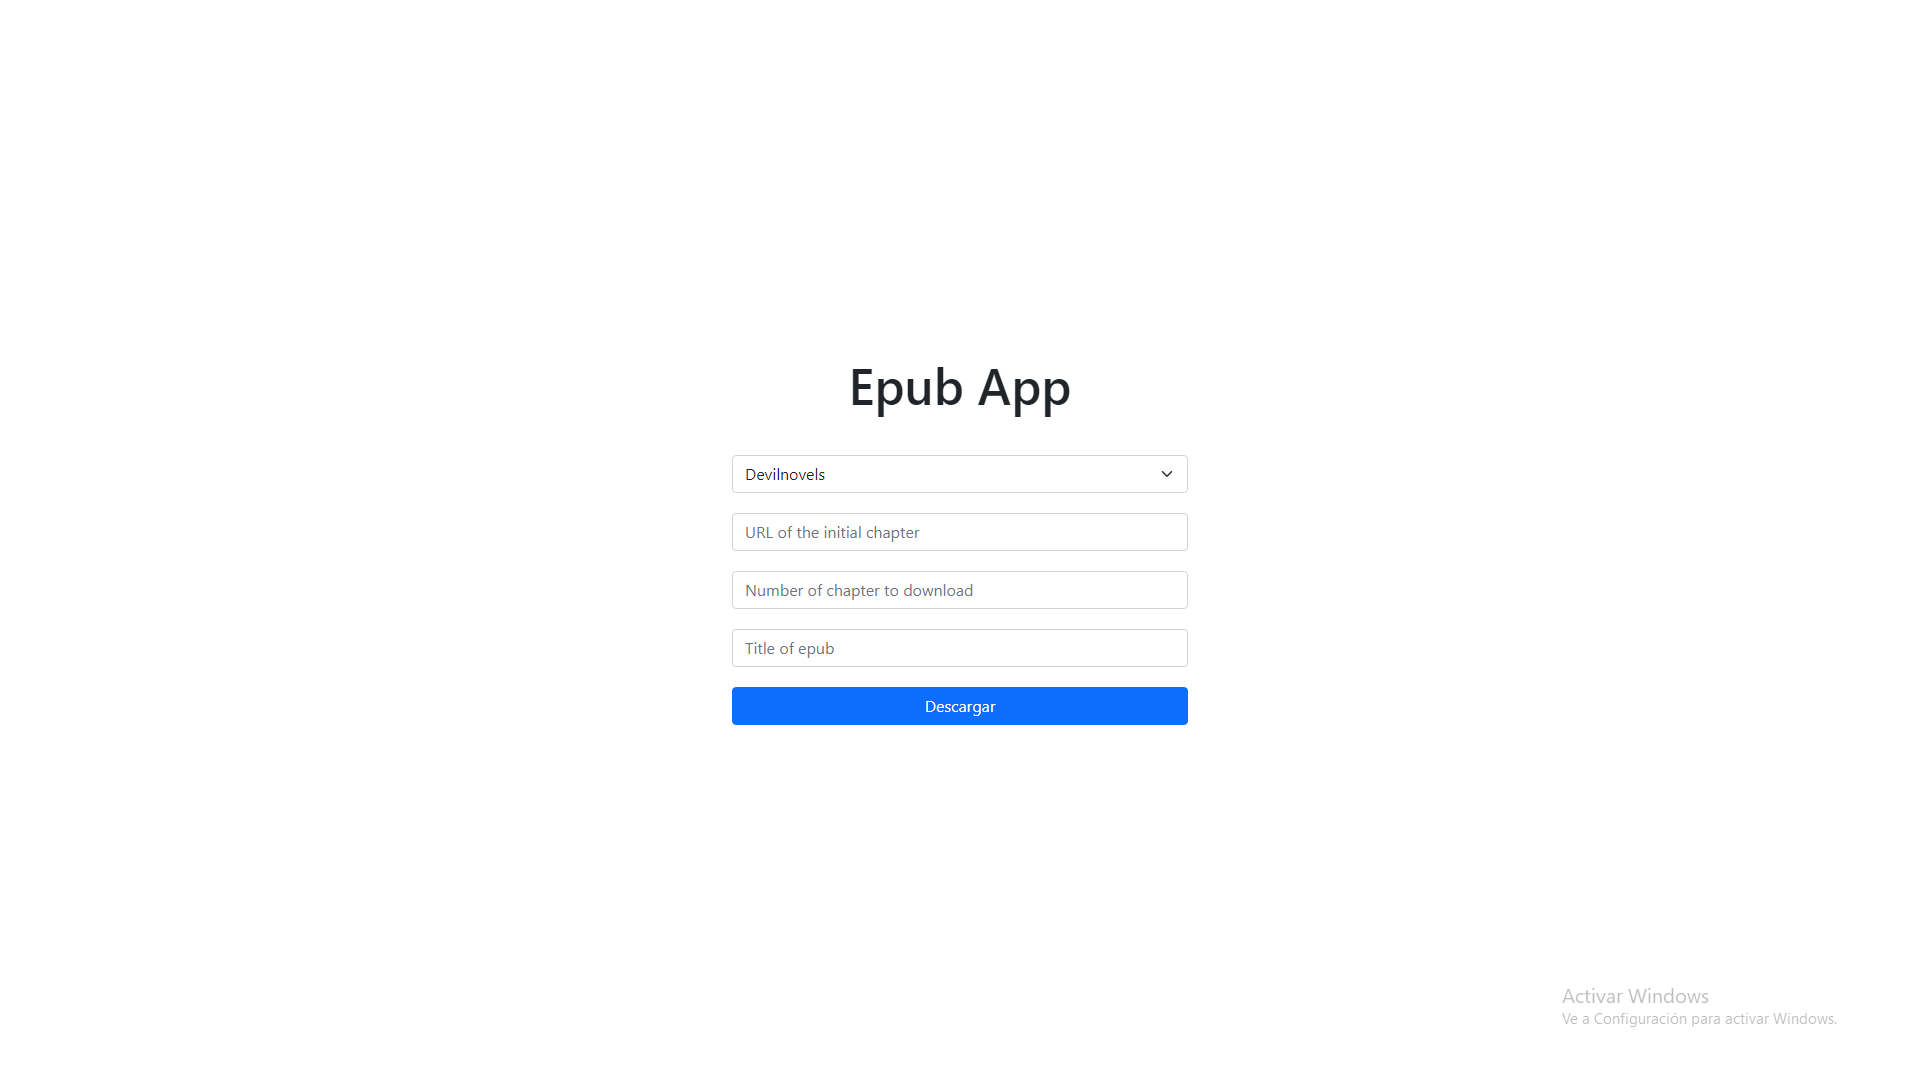 Epub App
Devilnovels
URL of the initial chapter
Number of chapter to download
Title of epub
Descargar
Activar Windows
Ve a Configuración para activar Windows.